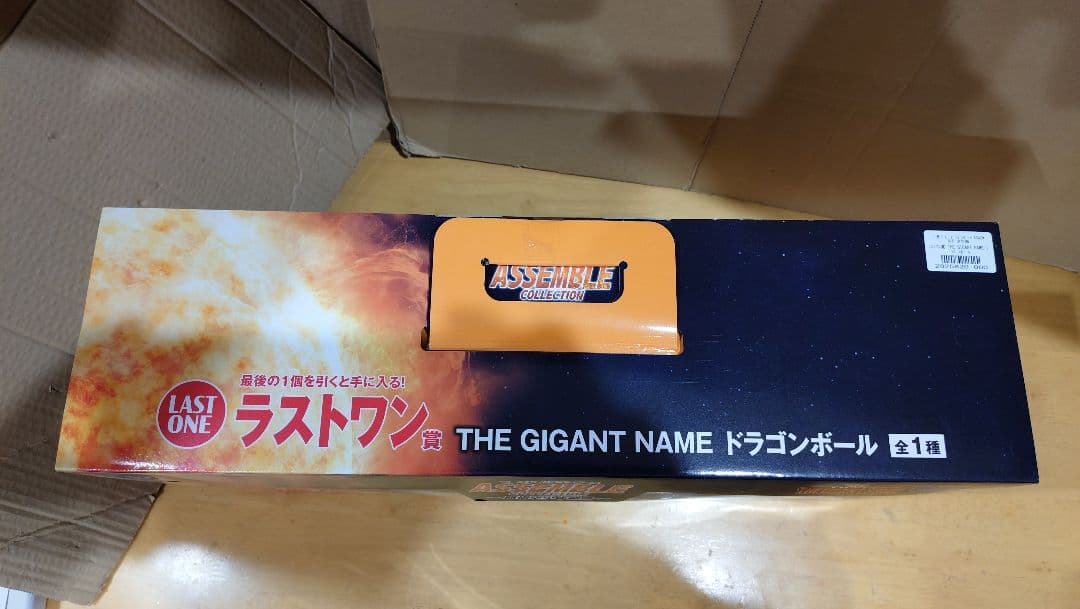 ASSEMBLE
COLLECTION
最後の1個を引くと手に入る!
LAST
ONE
ラストワン賞
THE GIGANT NAME ドラゴンボール
全1種
ASSEMBLE